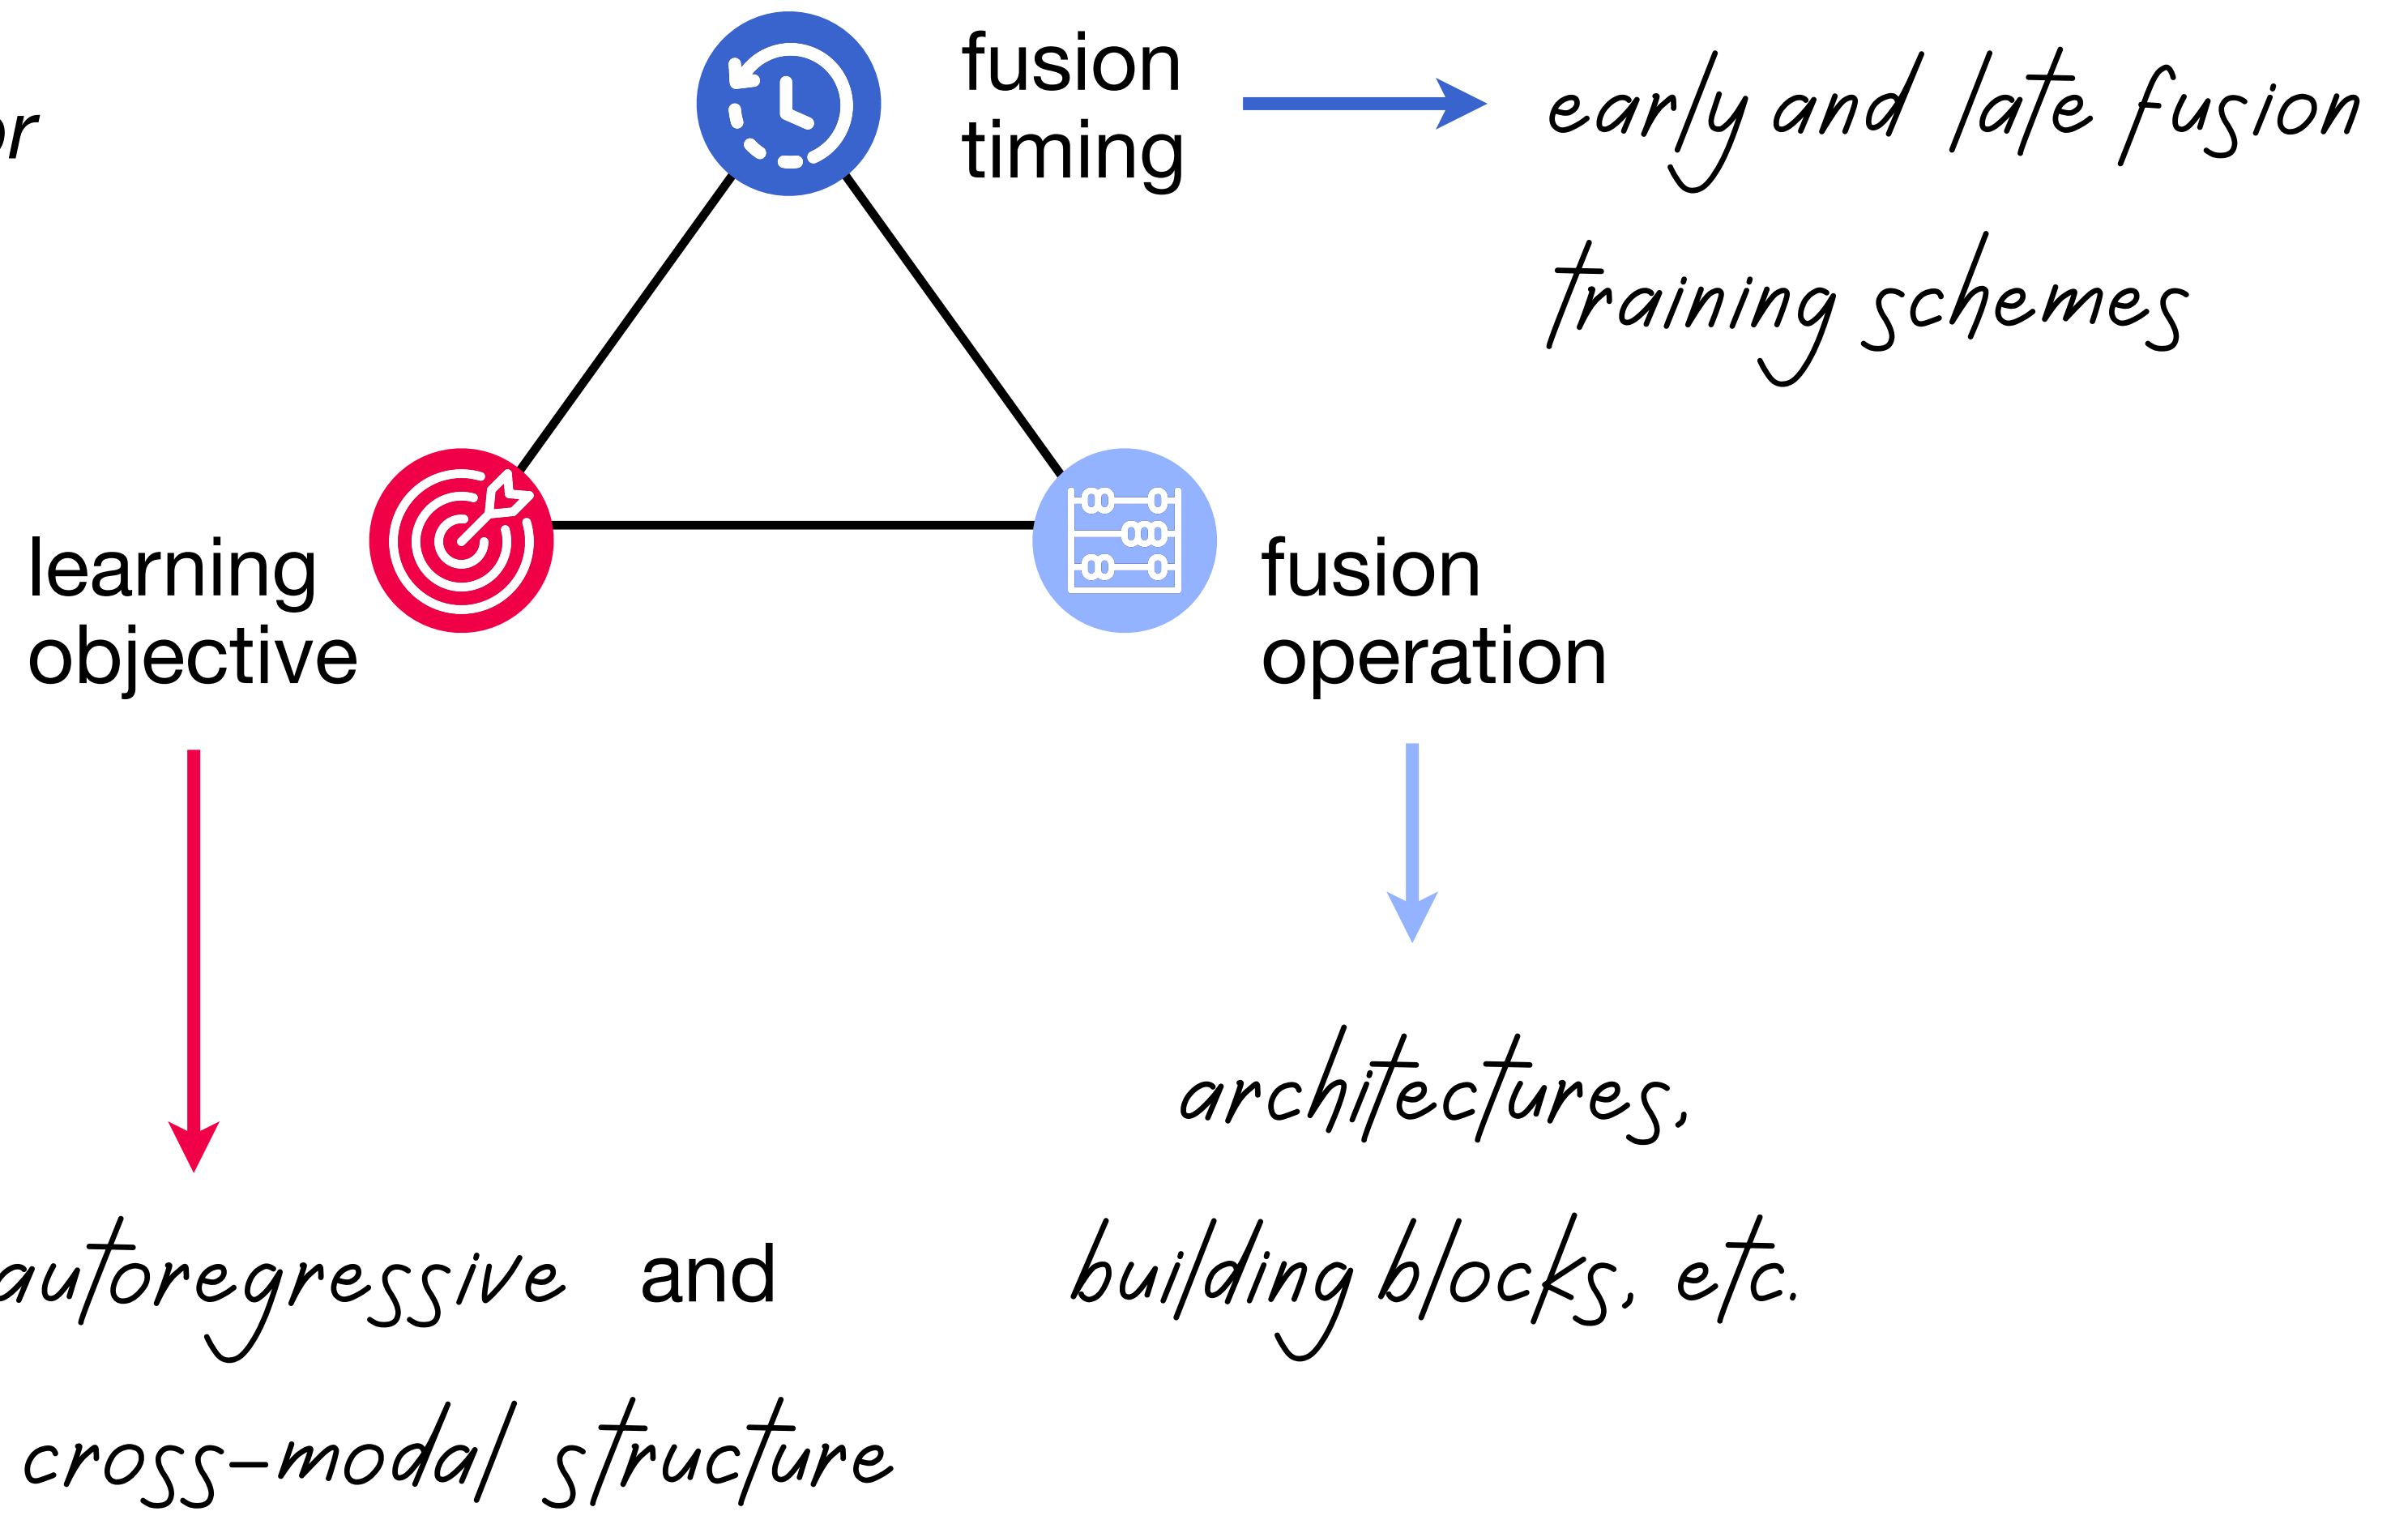 fusion
timing
early and late fusion
training schemes
learning
objective
fusion
operation
architectures,
building blocks, etc.
autoregressive and
cross-modal structure